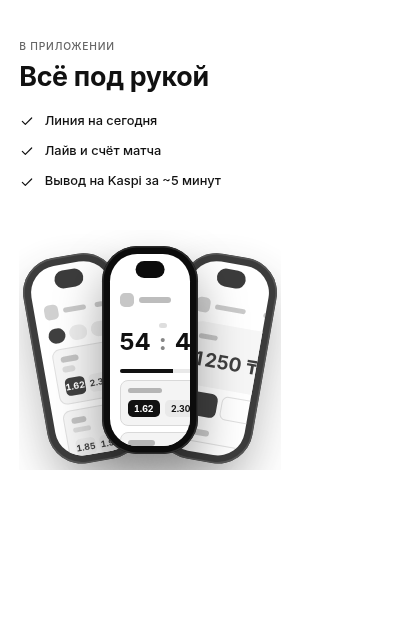 В ПРИЛОЖЕНИИ
Всё под рукой
Линия на сегодня
Лайв и счёт матча
Вывод на Kaspi за ~5 минут
54 : 4
1250 ₸
1.62
1.62 2.30
1.85